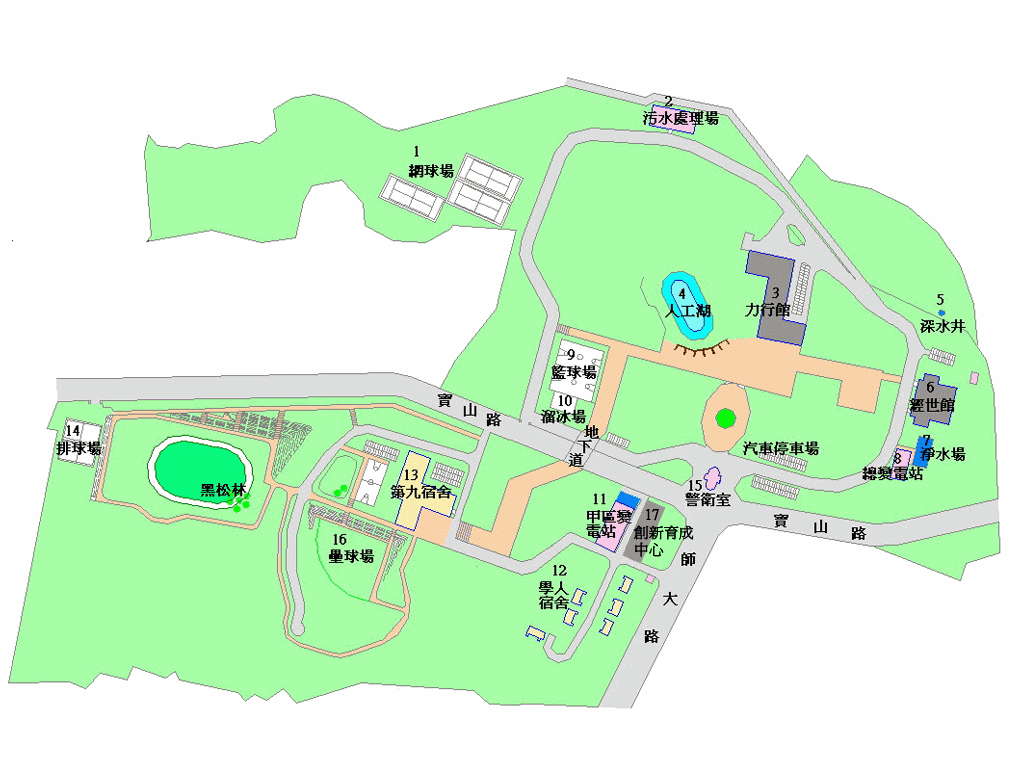 2
污水處理場
1
網球場
3
力行館
4
人工湖
5
深水井
6
經世館
7
淨水場
8
總變電站
9
籃球場
10
溜冰場
寶山路
地下道
汽車停車場
14
排球場
黑松林
13
第九宿舍
15
警衛室
11
甲區變
電站
17
創新育成
中心
寶山路
16
壘球場
12
學人
宿舍
師大路